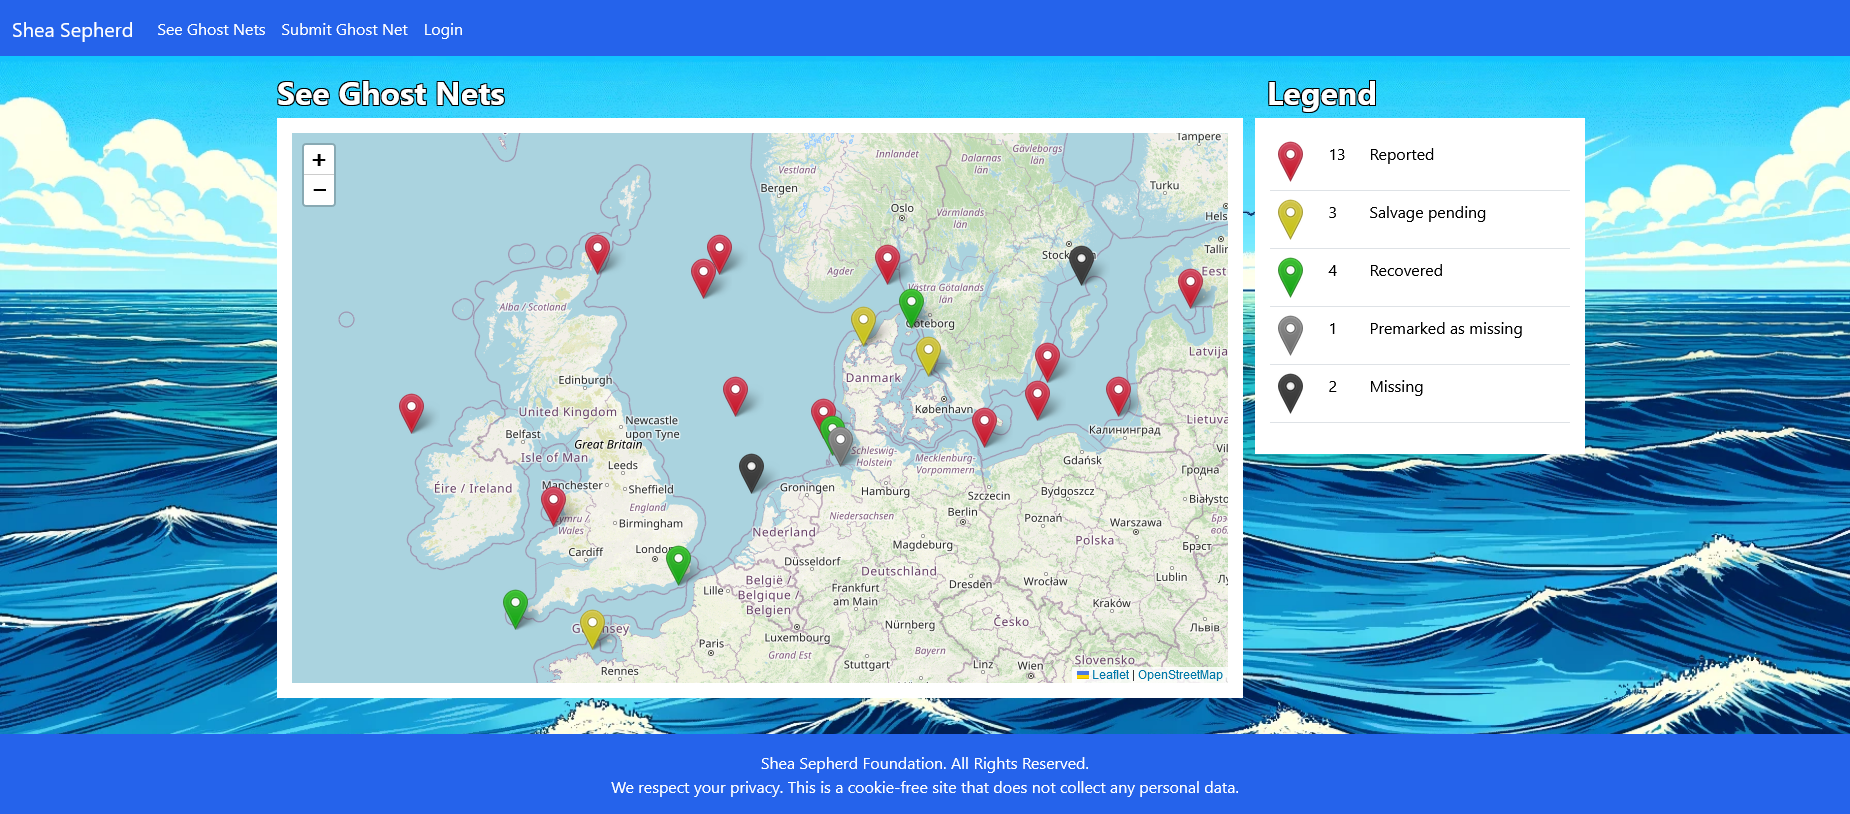 Shea Sepherd
See Ghost Nets
Submit Ghost Net
Login
See Ghost Nets
Legend
+
−
13 Reported
3 Salvage pending
4 Recovered
1 Premarked as missing
2 Missing
Tampere
Innlandet
Dalarnas
län
Gävleborgs
län
Vestland
Bergen
Turku
Oslo
Värmlands
län
Hels
Tallin
Eest
Agder
Västra Götalands
län
Göteborg
Alba / Scotland
Latvija
Edinburgh
Danmark
United Kingdom
København
Newcastle
upon Tyne
Lietuva
Belfast
Great Britain
Калининград
Isle of Man
Schleswig-
Holstein
Mecklenburg-
Vorpommern
Gdańsk
Leeds
Гродна
Éire / Ireland
Manchester
Sheffield
Groningen
Hamburg
Szczecin
Bydgoszcz
England
Wales
Birmingham
Niedersachsen
Berlin
Poznań
Warszawa
Nederland
Polska
Брэст
Cardiff
Magdeburg
Düsseldorf
Deutschland
België /
Belgique /
Belgien
Lille
Dresden
Wrocław
Lublin
Frankfurt
am Main
Kraków
Česko
Львів
Nürnberg
Luxembourg
Paris
Grand Est
Bayern
Rennes
Stuttgart
Linz
Wien
Slovensko
Leaflet | OpenStreetMap
Shea Sepherd Foundation. All Rights Reserved.
We respect your privacy. This is a cookie-free site that does not collect any personal data.